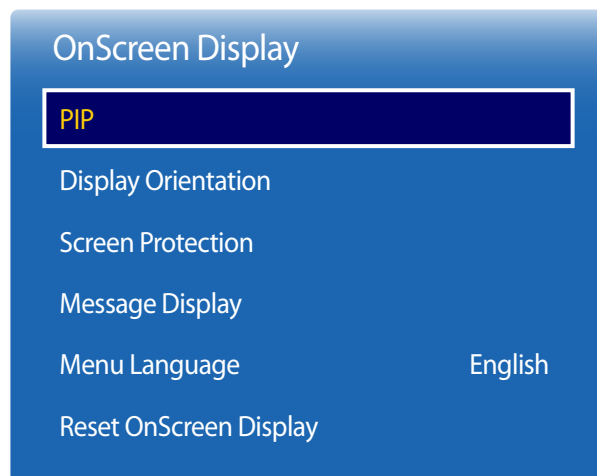 OnScreen Display
PIP
Display Orientation
Screen Protection
Message Display
Menu Language English
Reset OnScreen Display